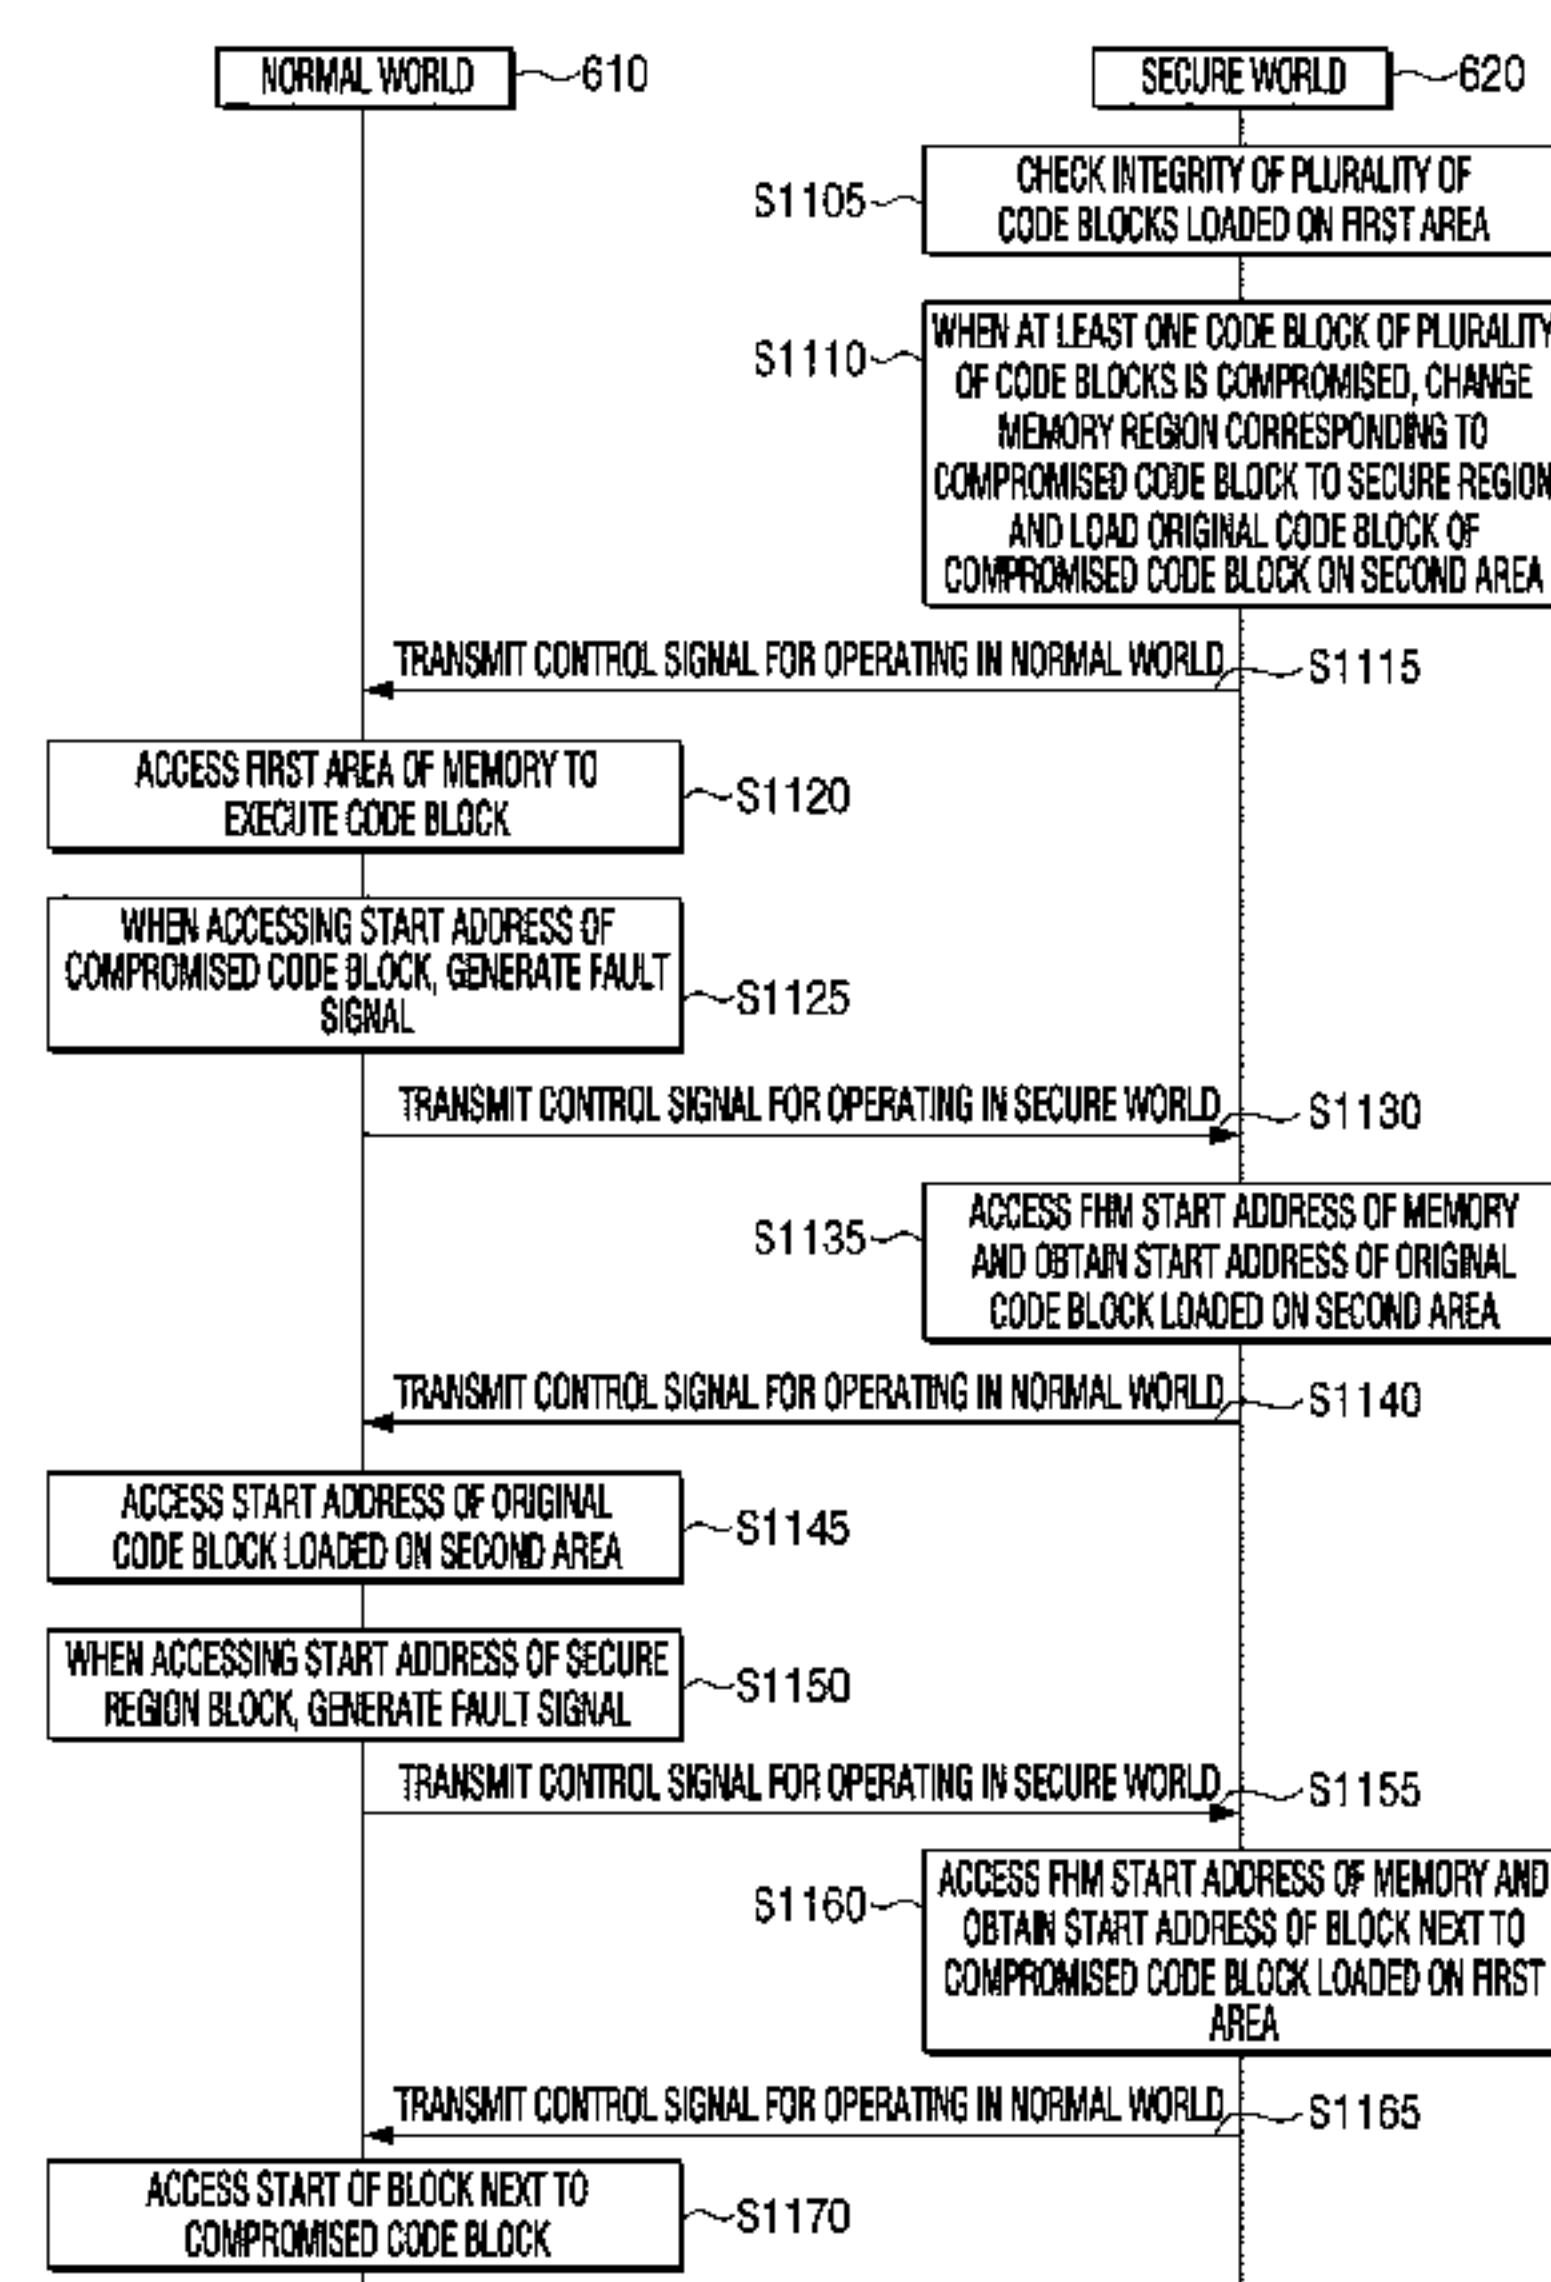 NORMAL WORLD
610
SECURE WORLD
620
S1105
CHECK INTEGRITY OF PLURALITY OF
CODE BLOCKS LOADED ON FIRST AREA
S1110
WHEN AT LEAST ONE CODE BLOCK OF PLURALITY
OF CODE BLOCKS IS COMPROMISED, CHANGE
MEMORY REGION CORRESPONDING TO
COMPROMISED CODE BLOCK TO SECURE REGION
AND LOAD ORIGINAL CODE BLOCK OF
COMPROMISED CODE BLOCK ON SECOND AREA
TRANSMIT CONTROL SIGNAL FOR OPERATING IN NORMAL WORLD
S1115
ACCESS FIRST AREA OF MEMORY TO
EXECUTE CODE BLOCK
S1120
WHEN ACCESSING START ADDRESS OF
COMPROMISED CODE BLOCK, GENERATE FAULT
SIGNAL
S1125
TRANSMIT CONTROL SIGNAL FOR OPERATING IN SECURE WORLD
S1130
S1135
ACCESS FHM START ADDRESS OF MEMORY
AND OBTAIN START ADDRESS OF ORIGINAL
CODE BLOCK LOADED ON SECOND AREA
TRANSMIT CONTROL SIGNAL FOR OPERATING IN NORMAL WORLD
S1140
ACCESS START ADDRESS OF ORIGINAL
CODE BLOCK LOADED ON SECOND AREA
S1145
WHEN ACCESSING START ADDRESS OF SECURE
REGION BLOCK, GENERATE FAULT SIGNAL
S1150
TRANSMIT CONTROL SIGNAL FOR OPERATING IN SECURE WORLD
S1155
S1160
ACCESS FHM START ADDRESS OF MEMORY AND
OBTAIN START ADDRESS OF BLOCK NEXT TO
COMPROMISED CODE BLOCK LOADED ON FIRST
AREA
TRANSMIT CONTROL SIGNAL FOR OPERATING IN NORMAL WORLD
S1165
ACCESS START OF BLOCK NEXT TO
COMPROMISED CODE BLOCK
S1170